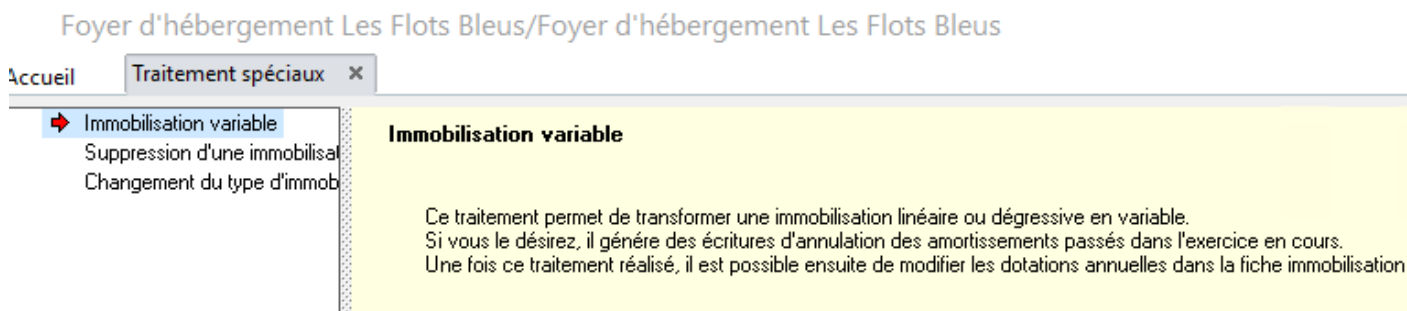 Foyer d'hébergement Les Flots Bleus/Foyer d'hébergement Les Flots Bleus
Accueil Traitement spéciaux ×
Immobilisation variable
Suppression d'une immobilisat
Changement du type d'immob
Immobilisation variable
Ce traitement permet de transformer une immobilisation linéaire ou dégressive en variable.
Si vous le désirez, il génére des écritures d'annulation des amortissements passés dans l'exercice en cours.
Une fois ce traitement réalisé, il est possible ensuite de modifier les dotations annuelles dans la fiche immobilisation